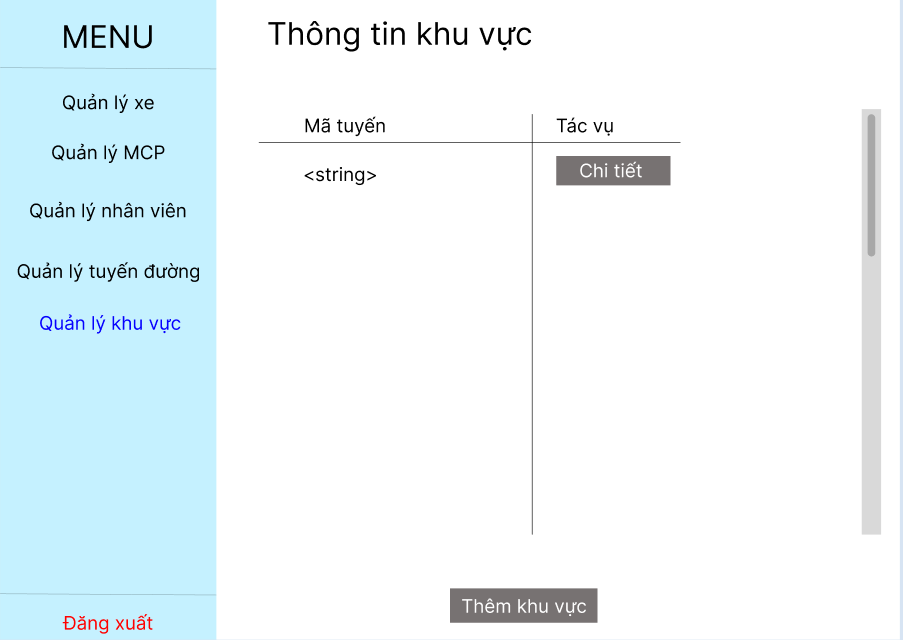 MENU
Quản lý xe
Quản lý MCP
Quản lý nhân viên
Quản lý tuyến đường
Quản lý khu vực
Đăng xuất
Thông tin khu vực
Mã tuyến
Tác vụ
<string>
Chi tiết
Thêm khu vực